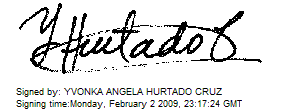 YHurtado C
Signed by: YVONKA ANGELA HURTADO CRUZ
Signing time:Monday, February 2 2009, 23:17:24 GMT